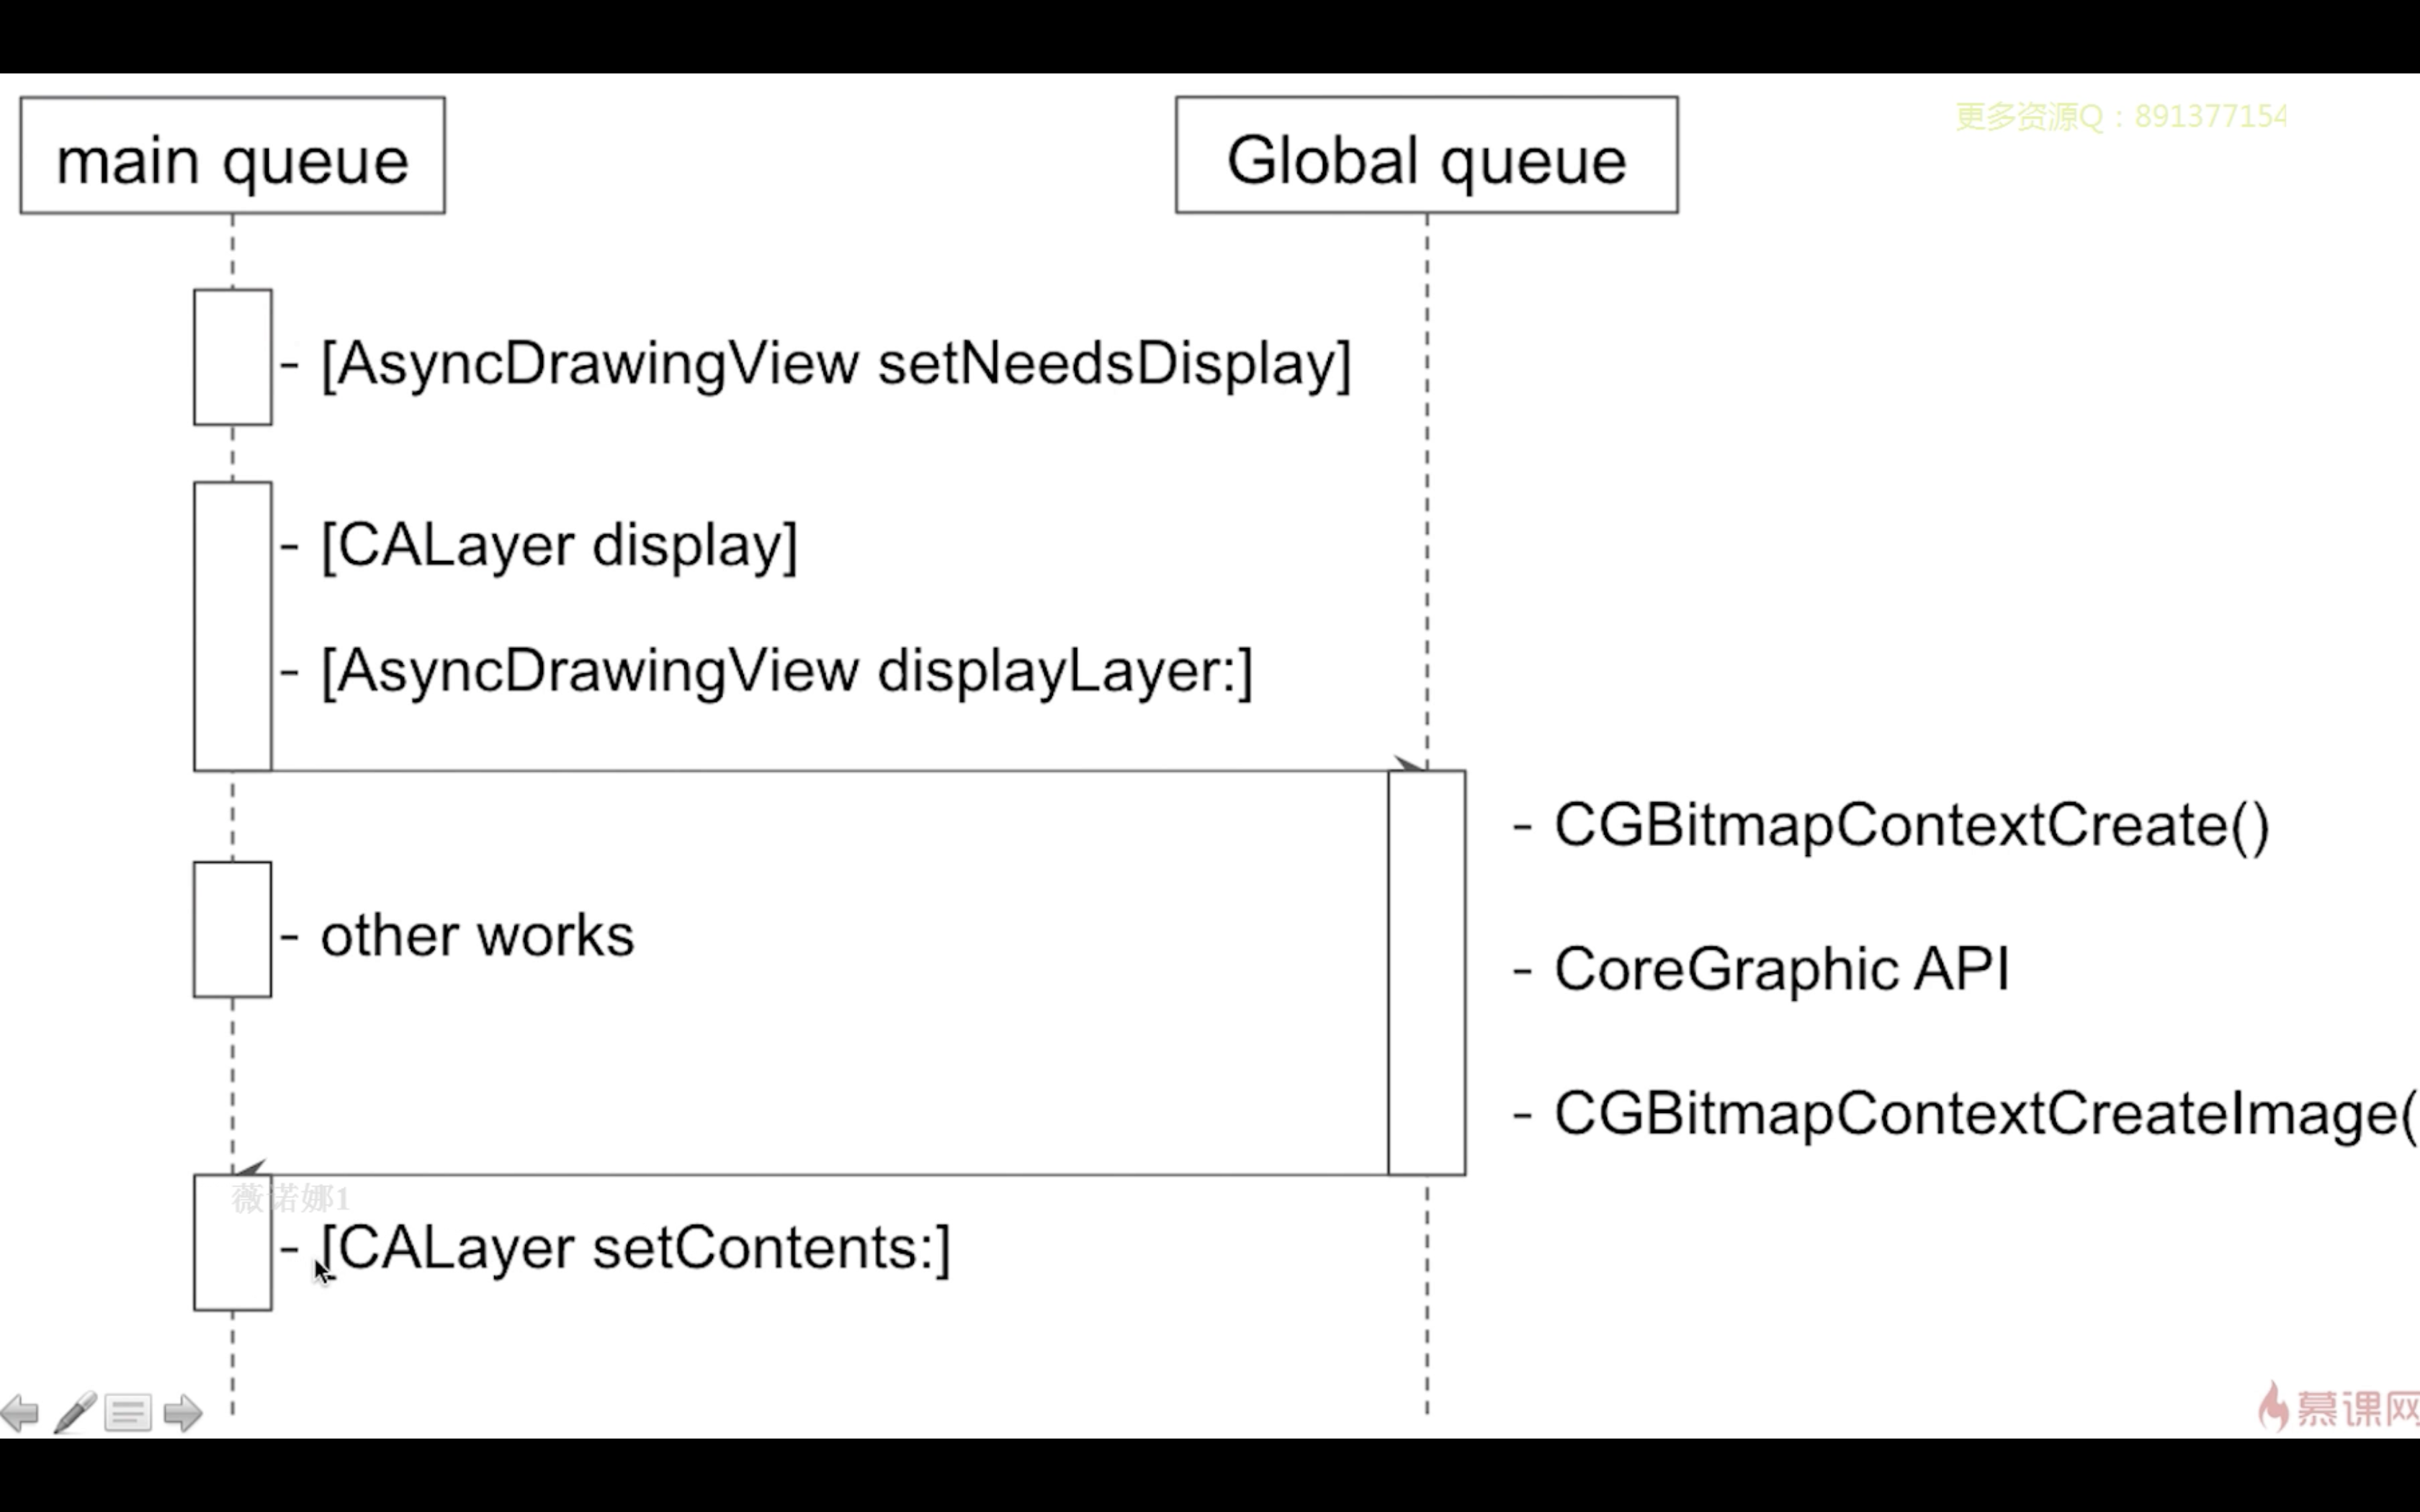 main queue
Global queue
更多资源Q：891377154
- [AsyncDrawingView setNeedsDisplay]
- [CALayer display]
- [AsyncDrawingView displayLayer:]
- CGBitmapContextCreate()
- other works
- CoreGraphic API
- CGBitmapContextCreateImage(
薇诺娜1
- [CALayer setContents:]
慕课网